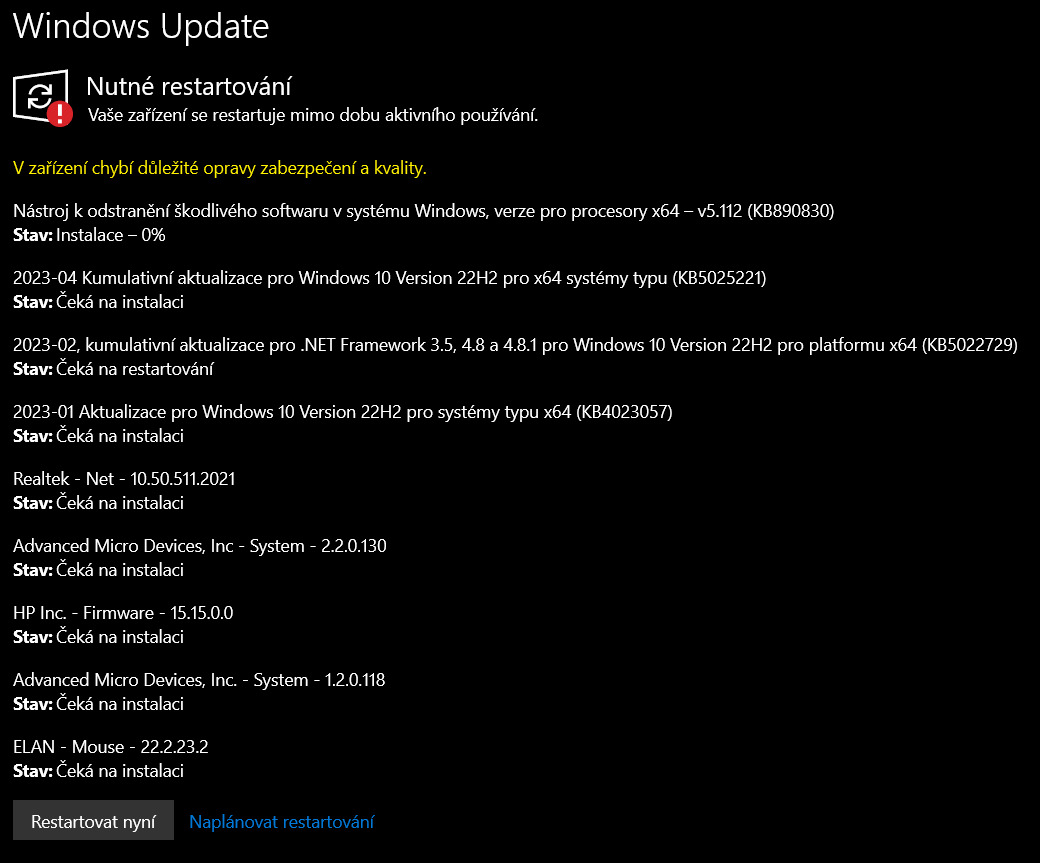 Windows Update
Nutné restartování
Vaše zařízení se restartuje mimo dobu aktivního používání.
V zařízení chybí důležité opravy zabezpečení a kvality.
Nástroj k odstranění škodlivého softwaru v systému Windows, verze pro procesory x64 – v5.112 (KB890830)
Stav: Instalace – 0%
2023-04 Kumulativní aktualizace pro Windows 10 Version 22H2 pro x64 systémy typu (KB5025221)
Stav: Čeká na instalaci
2023-02, kumulativní aktualizace pro .NET Framework 3.5, 4.8 a 4.8.1 pro Windows 10 Version 22H2 pro platformu x64 (KB5022729)
Stav: Čeká na restartování
2023-01 Aktualizace pro Windows 10 Version 22H2 pro systémy typu x64 (KB4023057)
Stav: Čeká na instalaci
Realtek - Net - 10.50.511.2021
Stav: Čeká na instalaci
Advanced Micro Devices, Inc - System - 2.2.0.130
Stav: Čeká na instalaci
HP Inc. - Firmware - 15.15.0.0
Stav: Čeká na instalaci
Advanced Micro Devices, Inc. - System - 1.2.0.118
Stav: Čeká na instalaci
ELAN - Mouse - 22.2.23.2
Stav: Čeká na instalaci
Restartovat nyní Naplánovat restartování